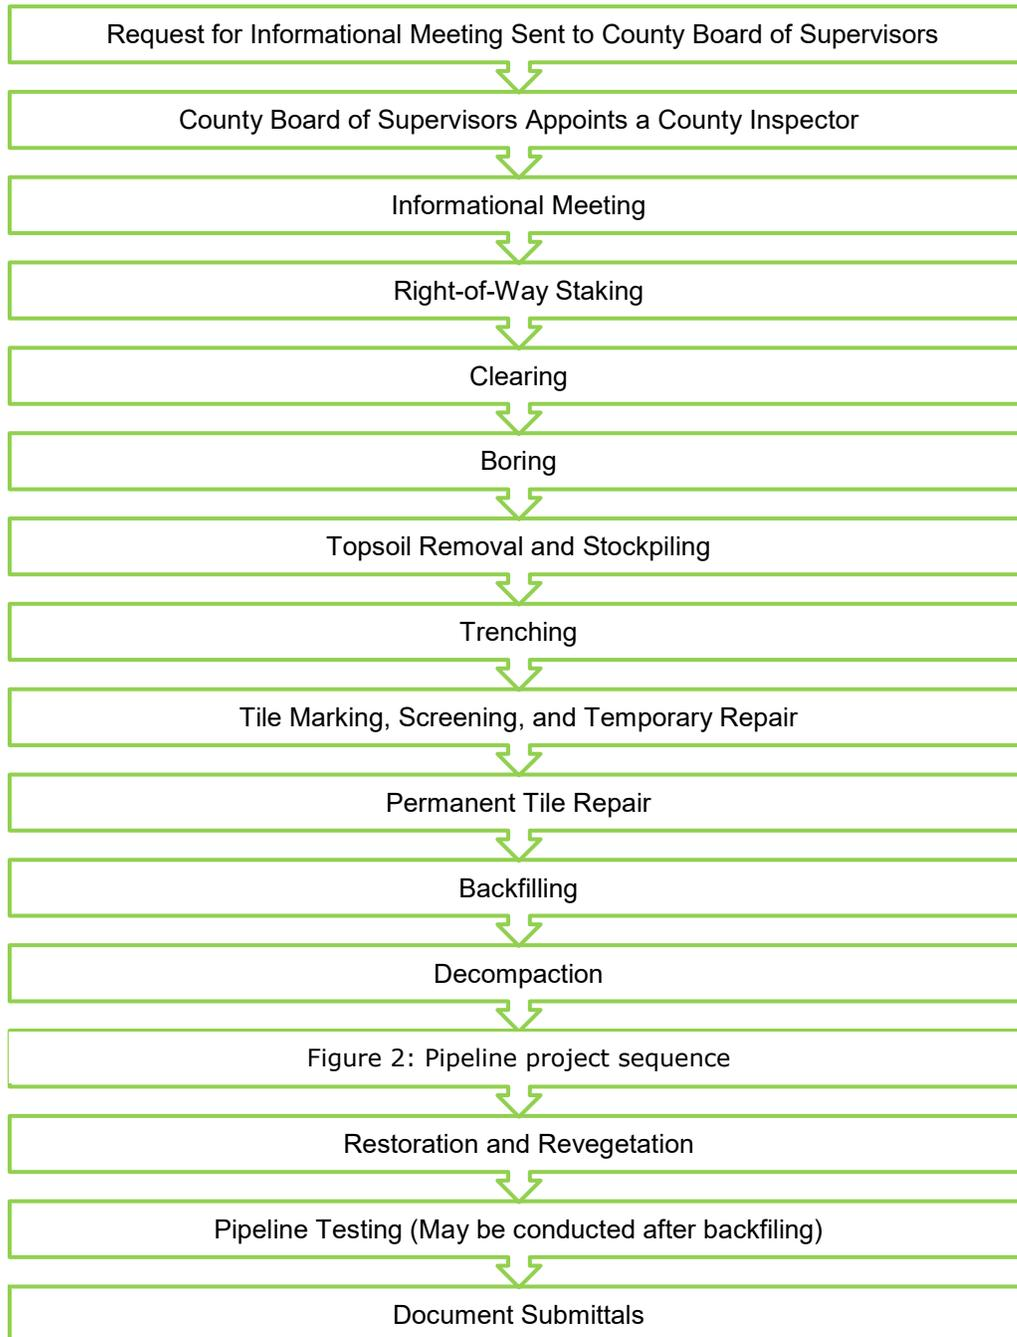 Request for Informational Meeting Sent to County Board of Supervisors
County Board of Supervisors Appoints a County Inspector
Informational Meeting
Right-of-Way Staking
Clearing
Boring
Topsoil Removal and Stockpiling
Trenching
Tile Marking, Screening, and Temporary Repair
Permanent Tile Repair
Backfilling
Decompaction
Figure 2: Pipeline project sequence
Restoration and Revegetation
Pipeline Testing (May be conducted after backfiling)
Document Submittals